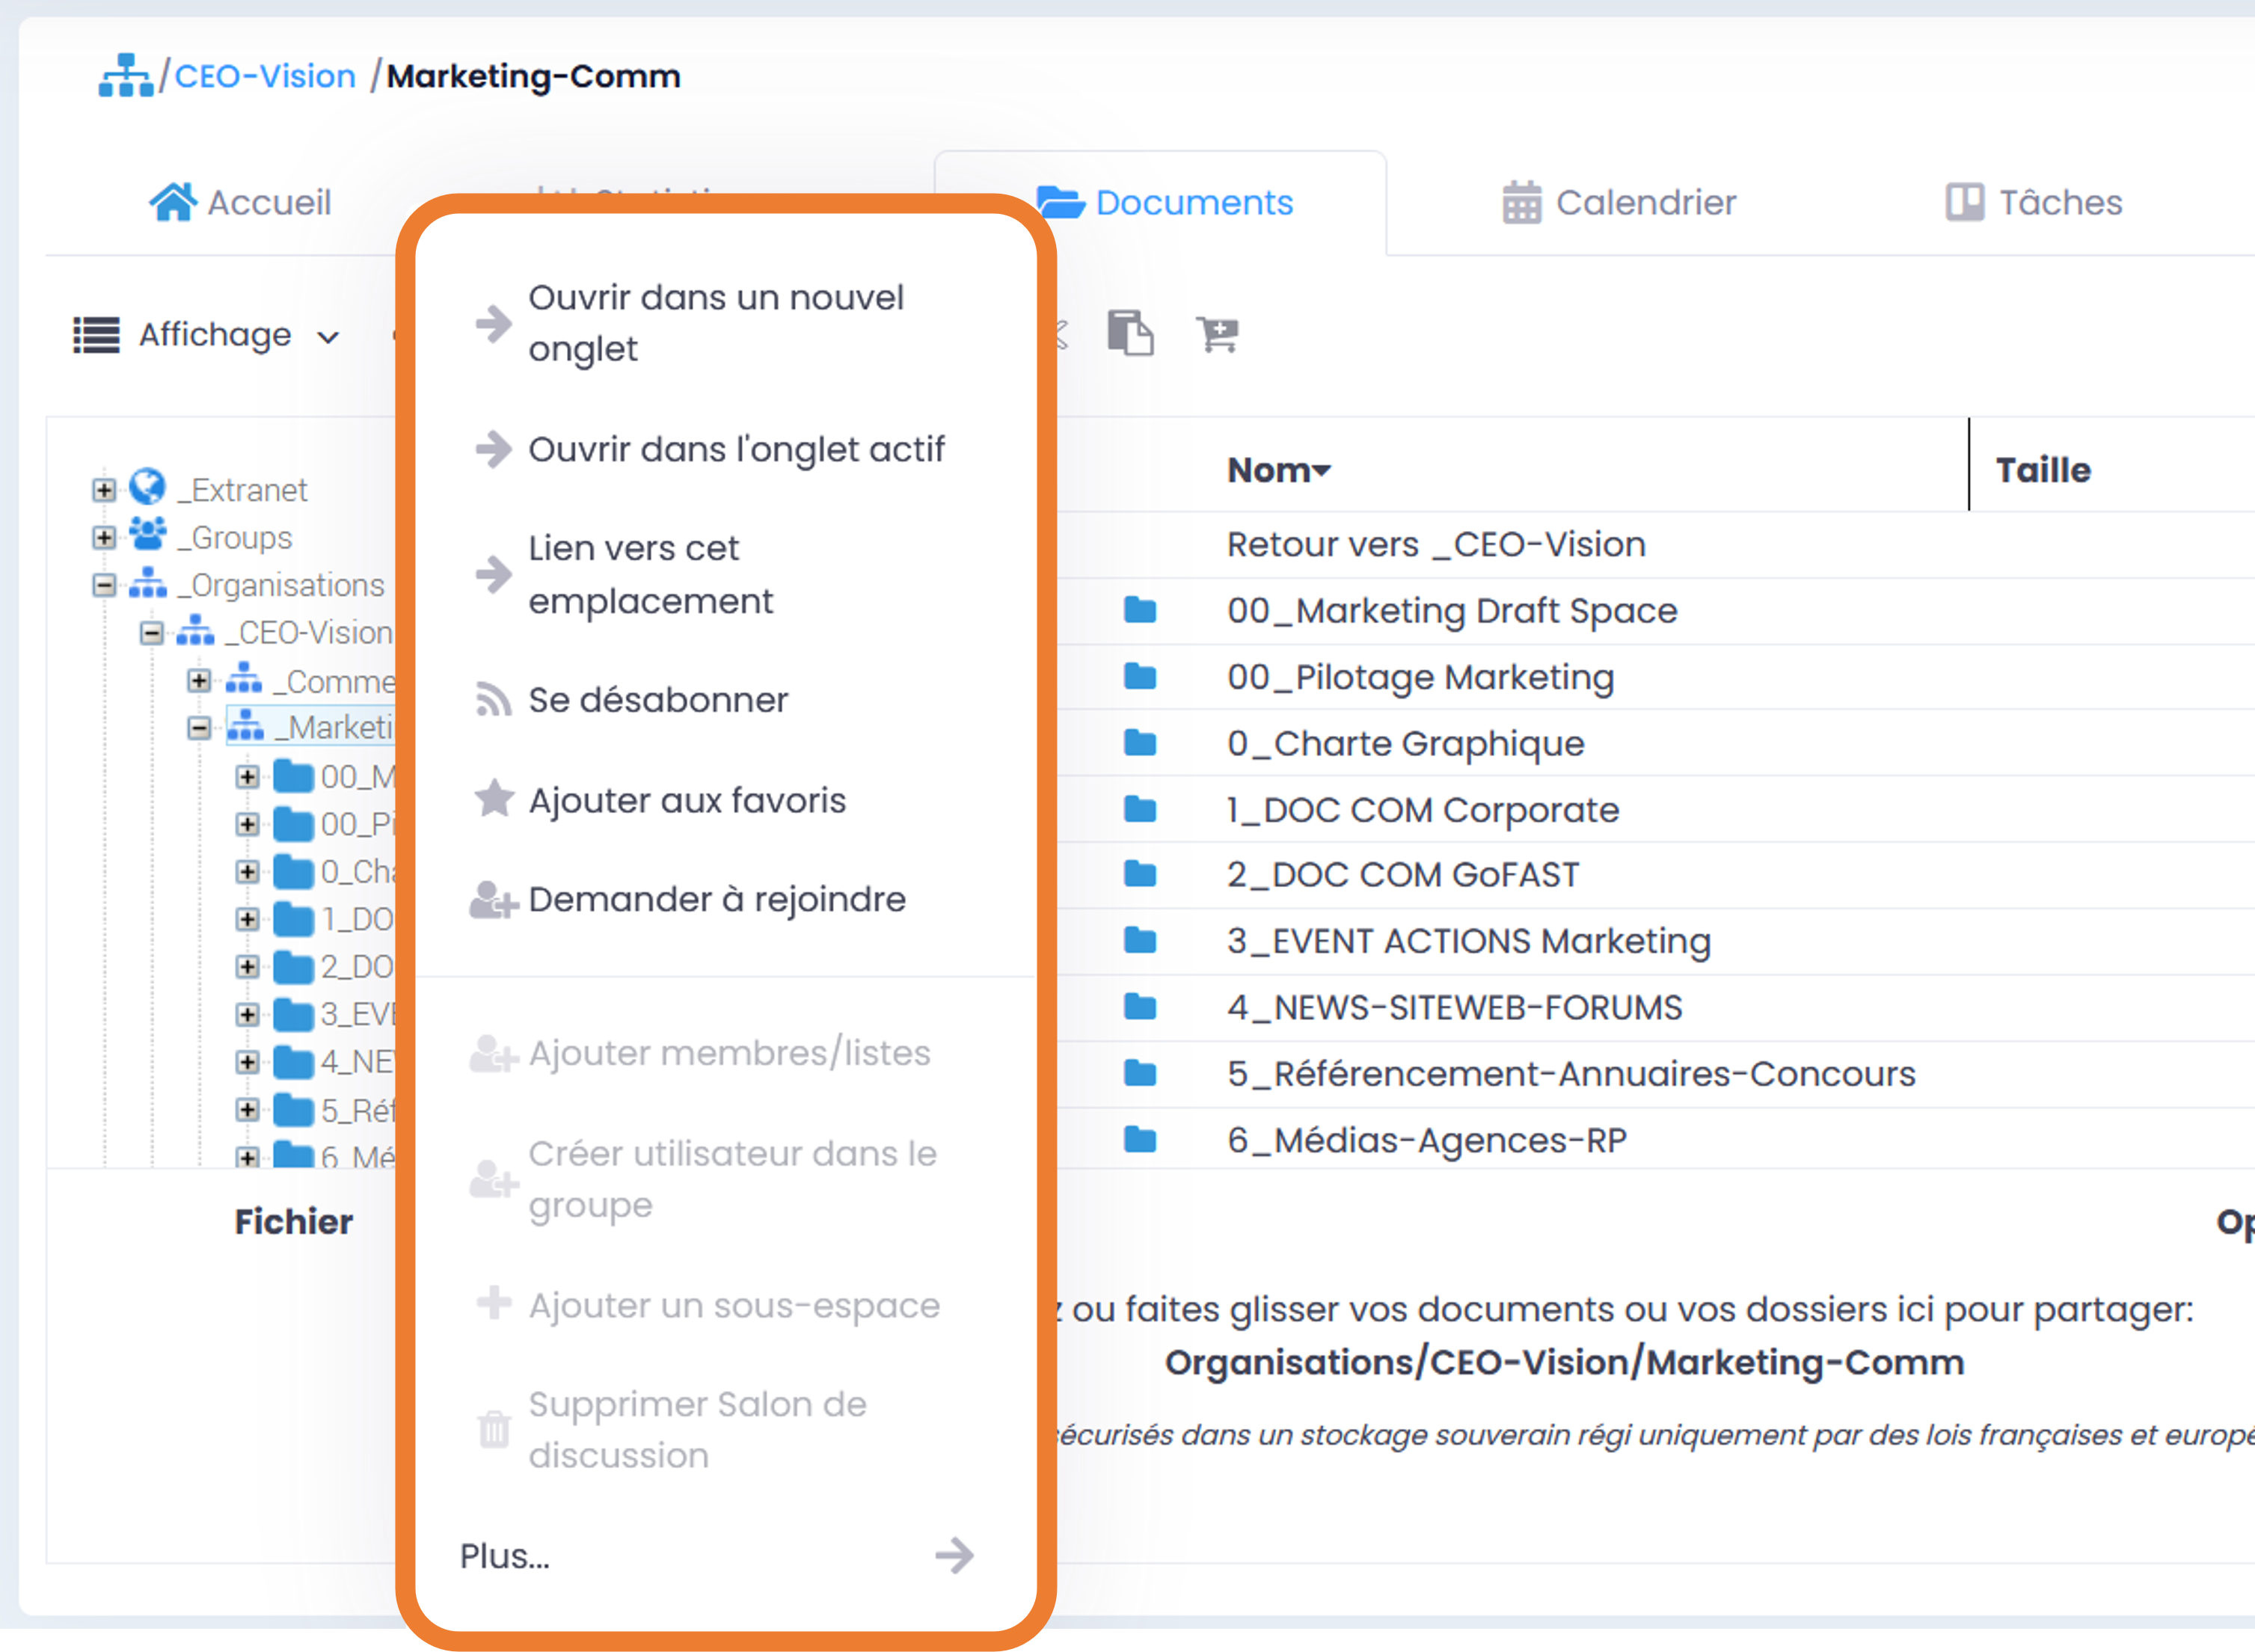 /CEO-Vision /Marketing-Comm
Accueil
Documents
Calendrier
Tâches
Affichage
Ouvrir dans un nouvel
onglet
Ouvrir dans l'onglet actif
Lien vers cet
emplacement
Se désabonner
Ajouter aux favoris
Demander à rejoindre
Ajouter membres/listes
Créer utilisateur dans le
groupe
Ajouter un sous-espace
Supprimer Salon de
discussion
Plus...
_Extranet
_Groups
_Organisations
_CEO-Vision
_Comme
_Marketi
00_M
00_Pi
0_Cha
1_DO
2_DO
3_EVE
4_NE
5_Réf
6_Mé
Nom
Taille
Retour vers _CEO-Vision
00_Marketing Draft Space
00_Pilotage Marketing
0_Charte Graphique
1_DOC COM Corporate
2_DOC COM GoFAST
3_EVENT ACTIONS Marketing
4_NEWS-SITEWEB-FORUMS
5_Référencement-Annuaires-Concours
6_Médias-Agences-RP
Fichier
Op
z ou faites glisser vos documents ou vos dossiers ici pour partager:
Organisations/CEO-Vision/Marketing-Comm
sécurisés dans un stockage souverain régi uniquement par des lois françaises et europé